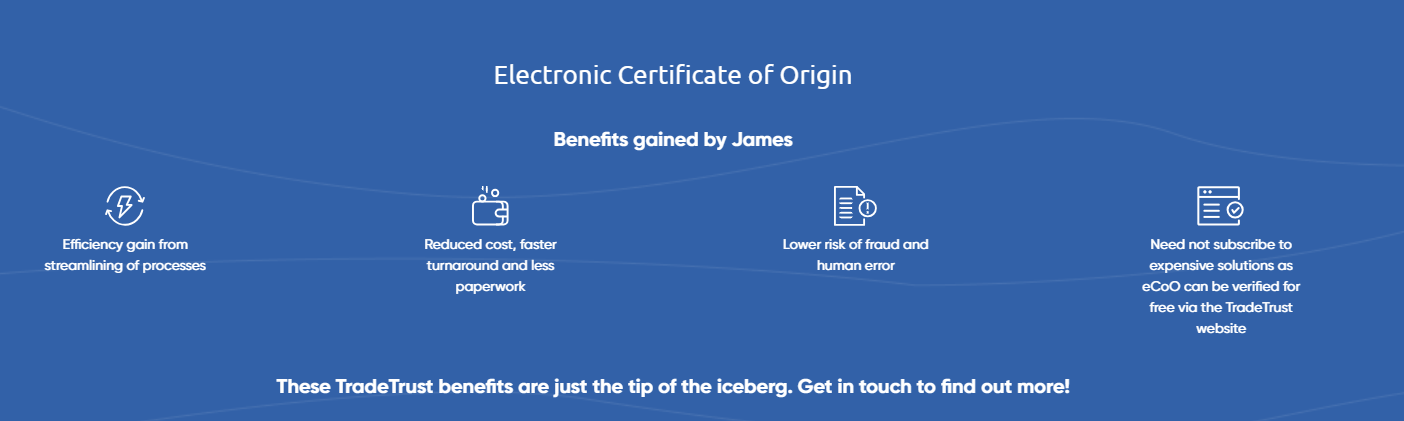 Electronic Certificate of Origin
Benefits gained by James
Efficiency gain from
streamlining of processes
Reduced cost, faster
turnaround and less
paperwork
Lower risk of fraud and
human error
Need not subscribe to
expensive solutions as
eCoO can be verified for
free via the TradeTrust
website
These TradeTrust benefits are just the tip of the iceberg. Get in touch to find out more!